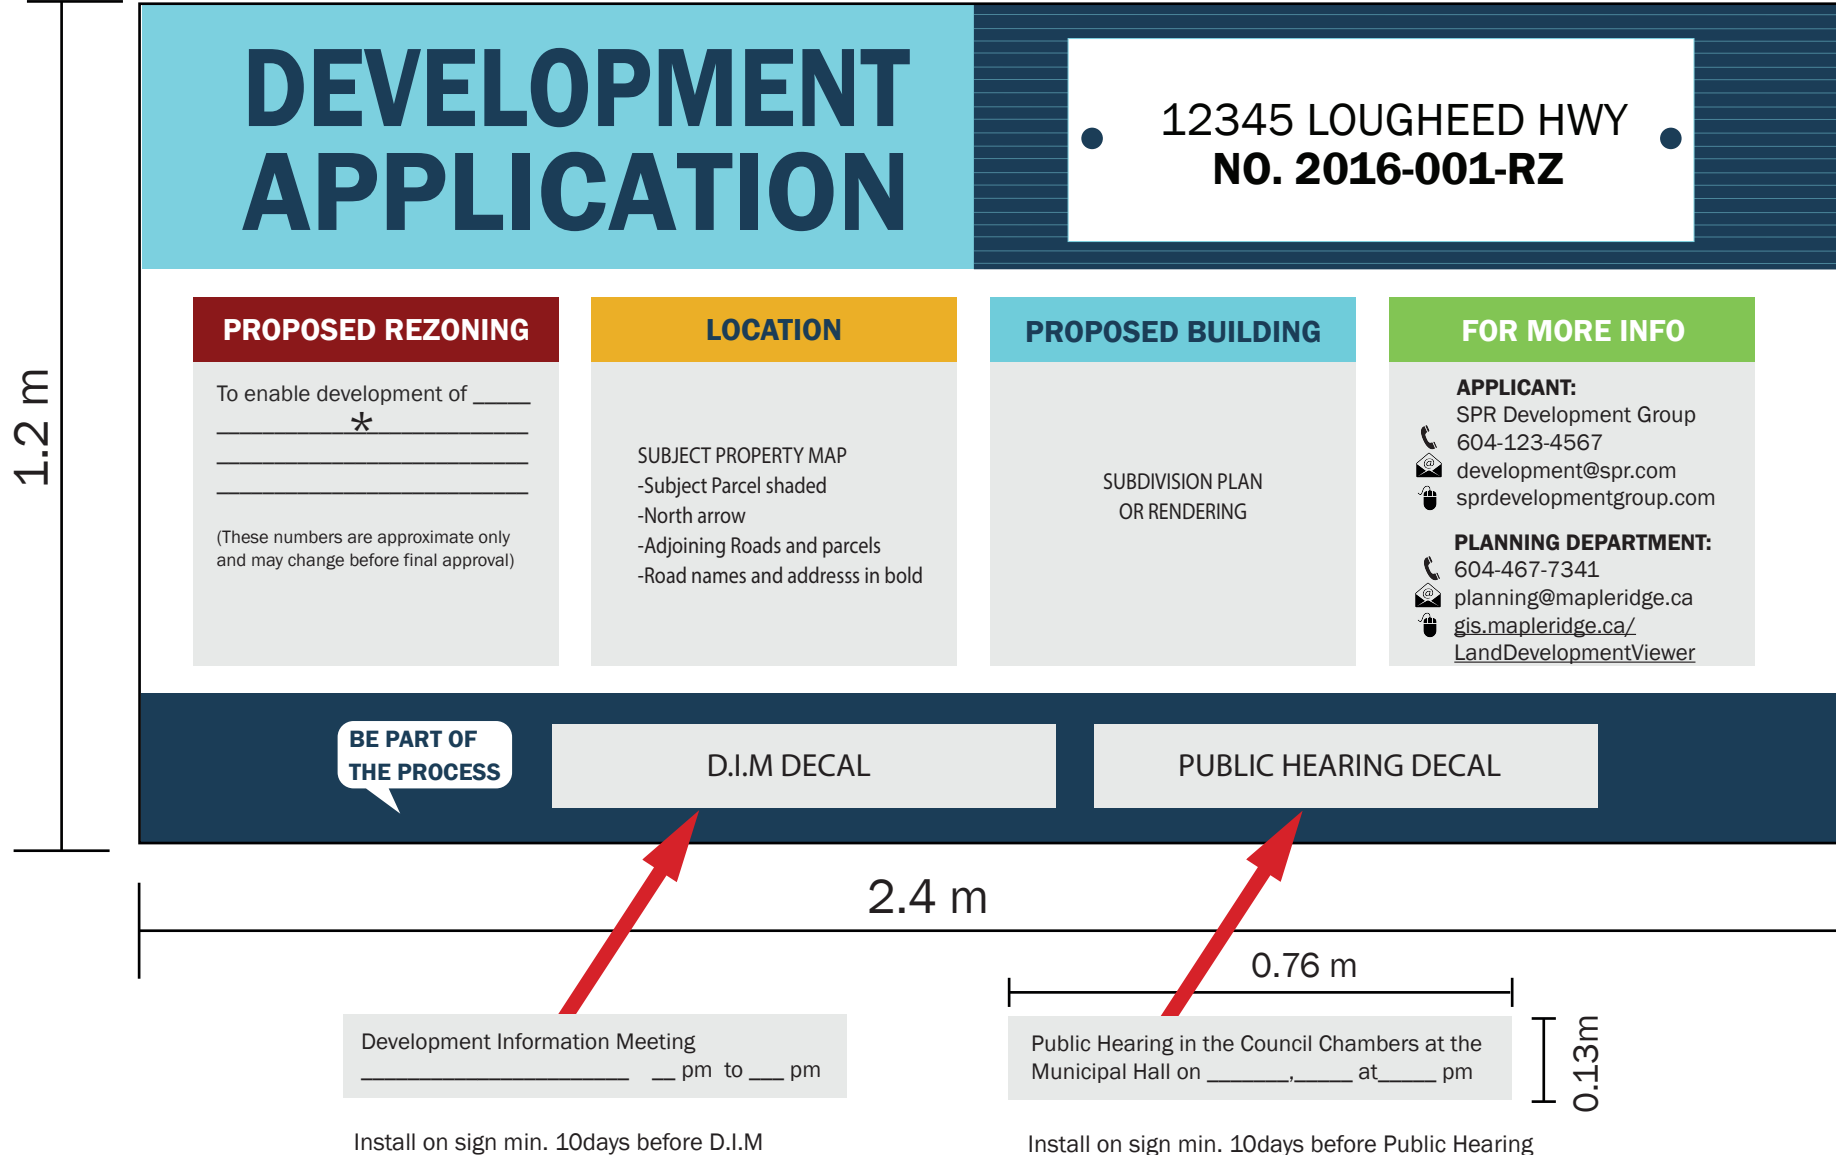 DEVELOPMENT
APPLICATION
12345 LOUGHEED HWY
NO. 2016-001-RZ
PROPOSED REZONING
To enable development of _____
*
(These numbers are approximate only
and may change before final approval)
LOCATION
SUBJECT PROPERTY MAP
-Subject Parcel shaded
-North arrow
-Adjoining Roads and parcels
-Road names and addresss in bold
PROPOSED BUILDING
SUBDIVISION PLAN
OR RENDERING
FOR MORE INFO
APPLICANT:
SPR Development Group
604-123-4567
development@spr.com
sprdevelopmentgroup.com
PLANNING DEPARTMENT:
604-467-7341
planning@mapleridge.ca
gis.mapleridge.ca/
LandDevelopmentViewer
BE PART OF
THE PROCESS
D.I.M DECAL
PUBLIC HEARING DECAL
1.2 m
2.4 m
0.76 m
Development Information Meeting
_______________________ __ pm to ___ pm
Install on sign min. 10days before D.I.M
Public Hearing in the Council Chambers at the
Municipal Hall on _______,_____ at_____ pm
0.13m
Install on sign min. 10days before Public Hearing